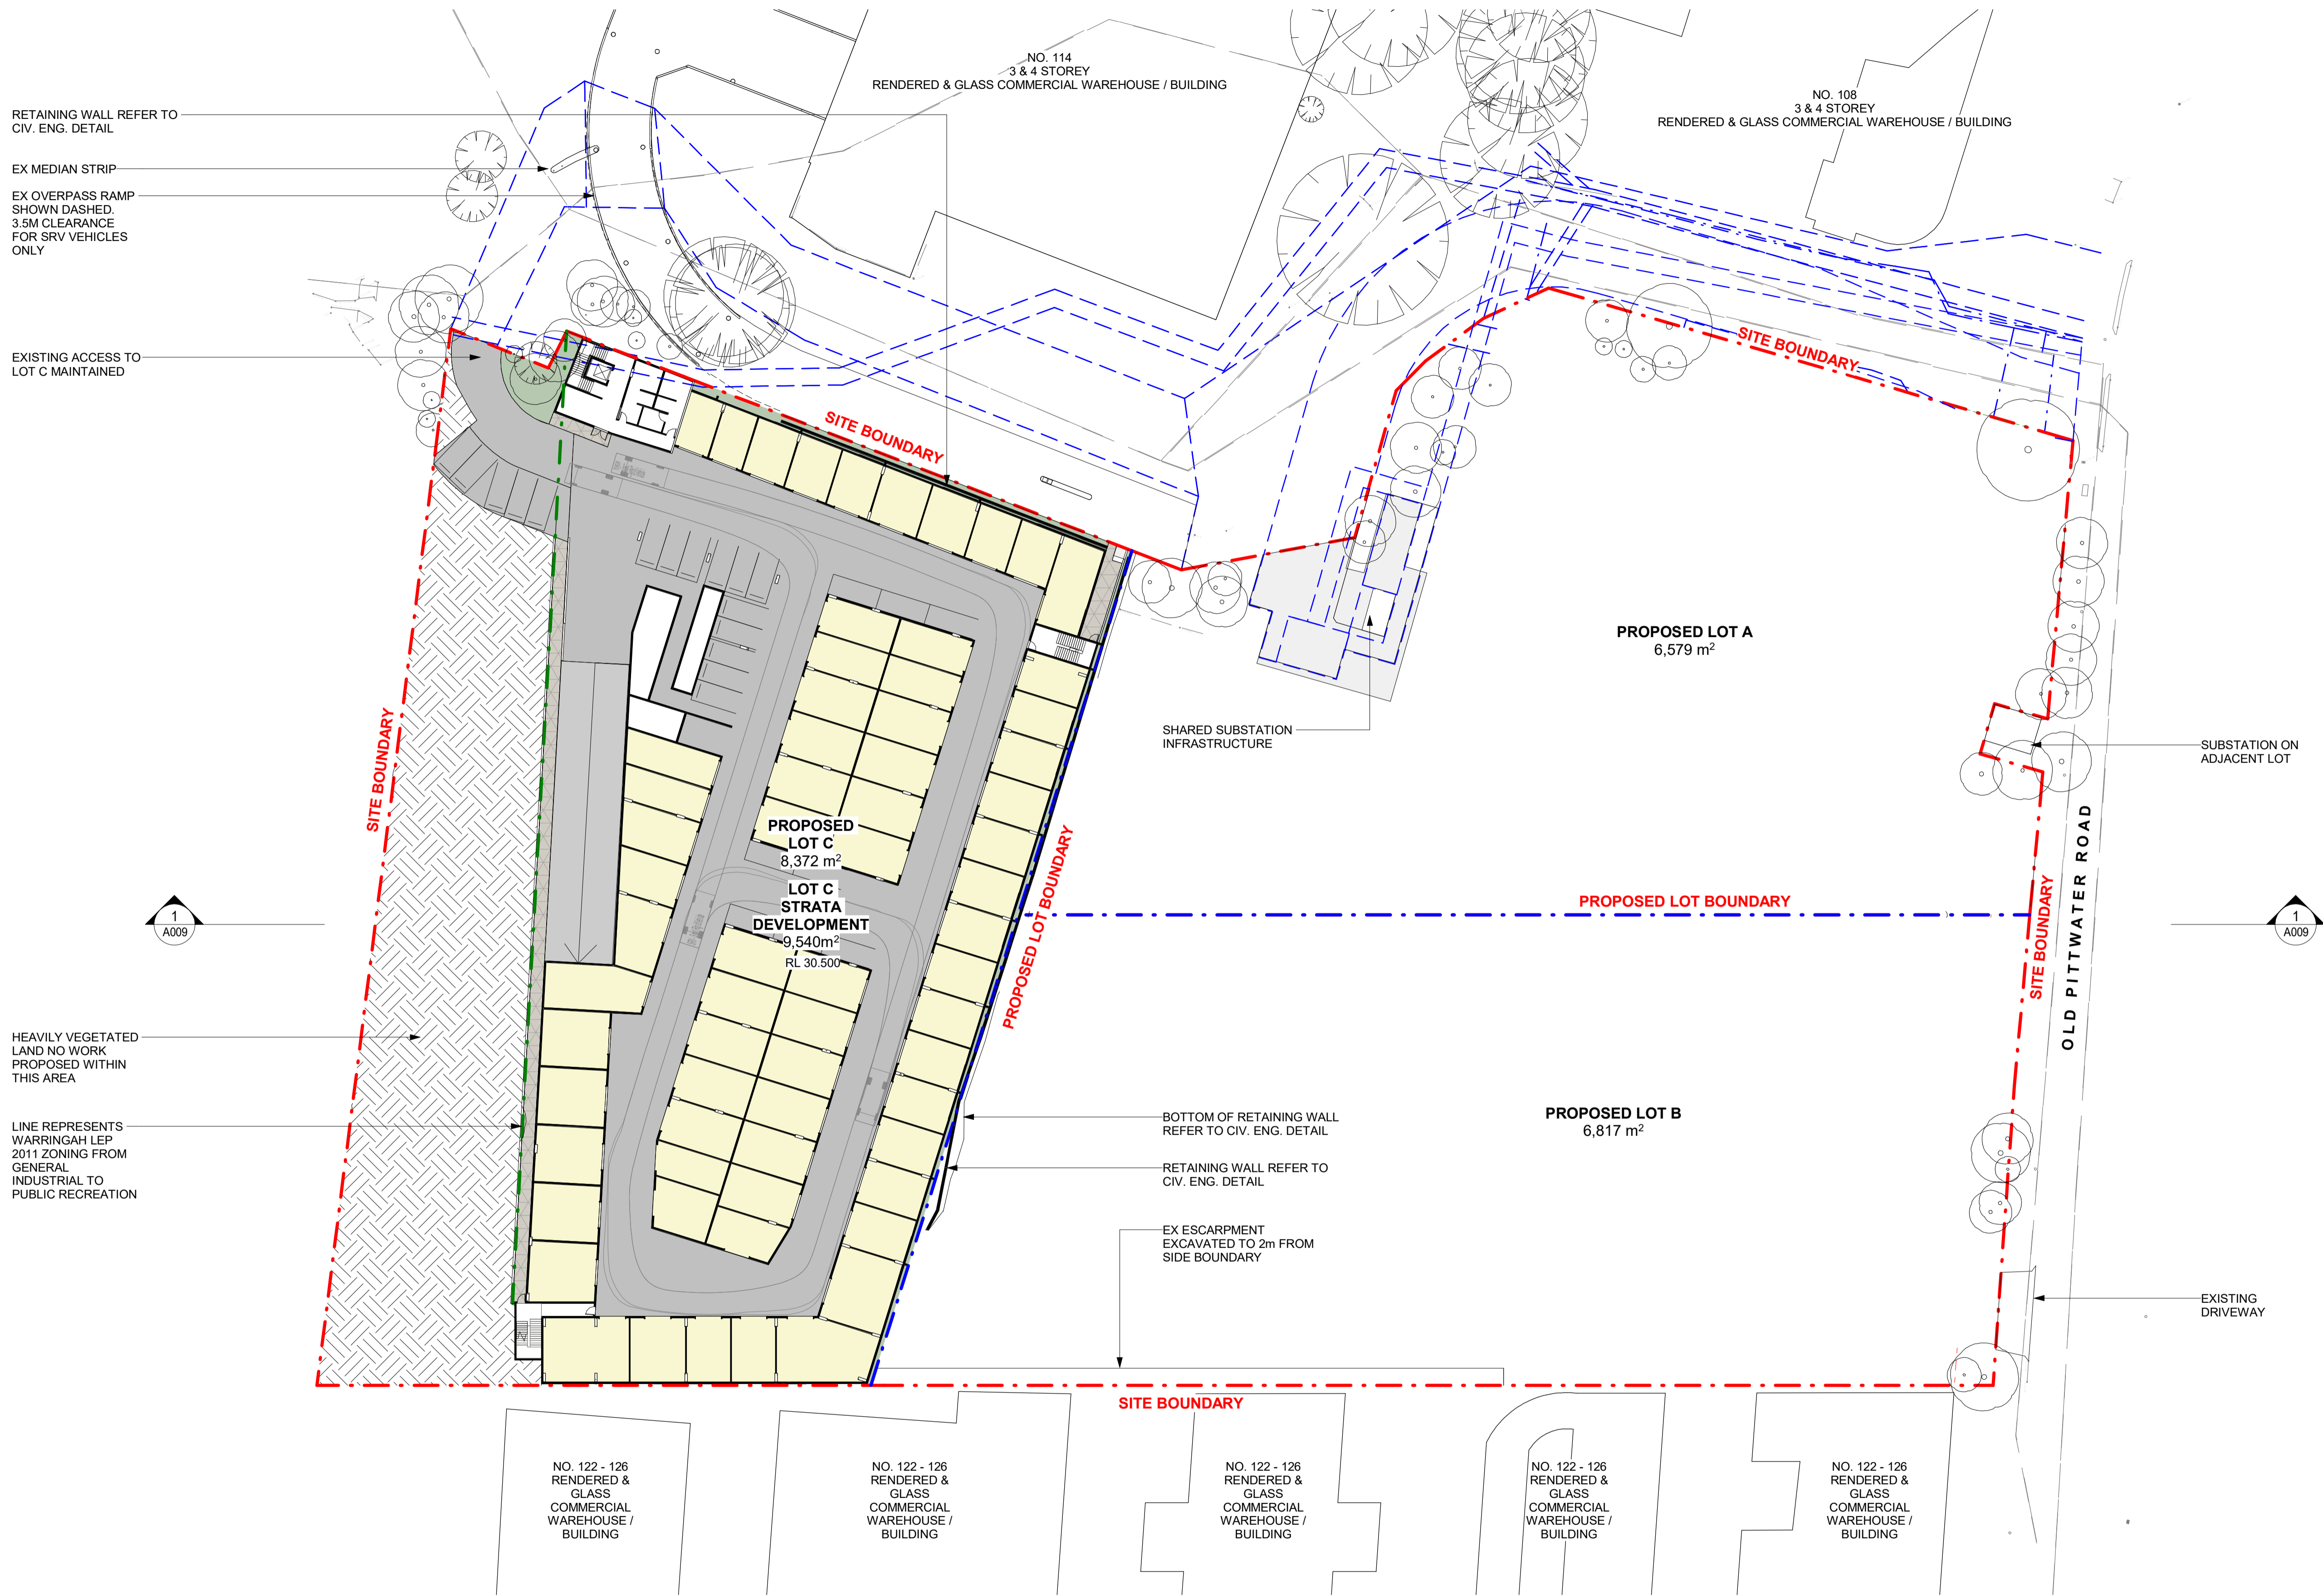 NO. 114
3 & 4 STOREY
RENDERED & GLASS COMMERCIAL WAREHOUSE / BUILDING
NO. 108
3 & 4 STOREY
RENDERED & GLASS COMMERCIAL WAREHOUSE / BUILDING
RETAINING WALL REFER TO
CIV. ENG. DETAIL
EX MEDIAN STRIP
EX OVERPASS RAMP
SHOWN DASHED.
3.5M CLEARANCE
FOR SRV VEHICLES
ONLY
EXISTING ACCESS TO
LOT C MAINTAINED
SITE BOUNDARY
SITE BOUNDARY
PROPOSED LOT A
6,579 m²
SHARED SUBSTATION
INFRASTRUCTURE
SUBSTATION ON
ADJACENT LOT
SITE BOUNDARY
PROPOSED
LOT C
8,372 m²
LOT C
STRATA
DEVELOPMENT
9,540m²
RL 30.500
PROPOSED LOT BOUNDARY
PROPOSED LOT BOUNDARY
SITE BOUNDARY
OLD PITTWATER ROAD
1
A009
1
A009
HEAVILY VEGETATED
LAND NO WORK
PROPOSED WITHIN
THIS AREA
LINE REPRESENTS
WARRINGAH LEP
2011 ZONING FROM
GENERAL
INDUSTRIAL TO
PUBLIC RECREATION
BOTTOM OF RETAINING WALL
REFER TO CIV. ENG. DETAIL
RETAINING WALL REFER TO
CIV. ENG. DETAIL
PROPOSED LOT B
6,817 m²
EX ESCARPMENT
EXCAVATED TO 2m FROM
SIDE BOUNDARY
EXISTING
DRIVEWAY
SITE BOUNDARY
NO. 122 - 126
RENDERED &
GLASS
COMMERCIAL
WAREHOUSE /
BUILDING
NO. 122 - 126
RENDERED &
GLASS
COMMERCIAL
WAREHOUSE /
BUILDING
NO. 122 - 126
RENDERED &
GLASS
COMMERCIAL
WAREHOUSE /
BUILDING
NO. 122 - 126
RENDERED &
GLASS
COMMERCIAL
WAREHOUSE /
BUILDING
NO. 122 - 126
RENDERED &
GLASS
COMMERCIAL
WAREHOUSE /
BUILDING